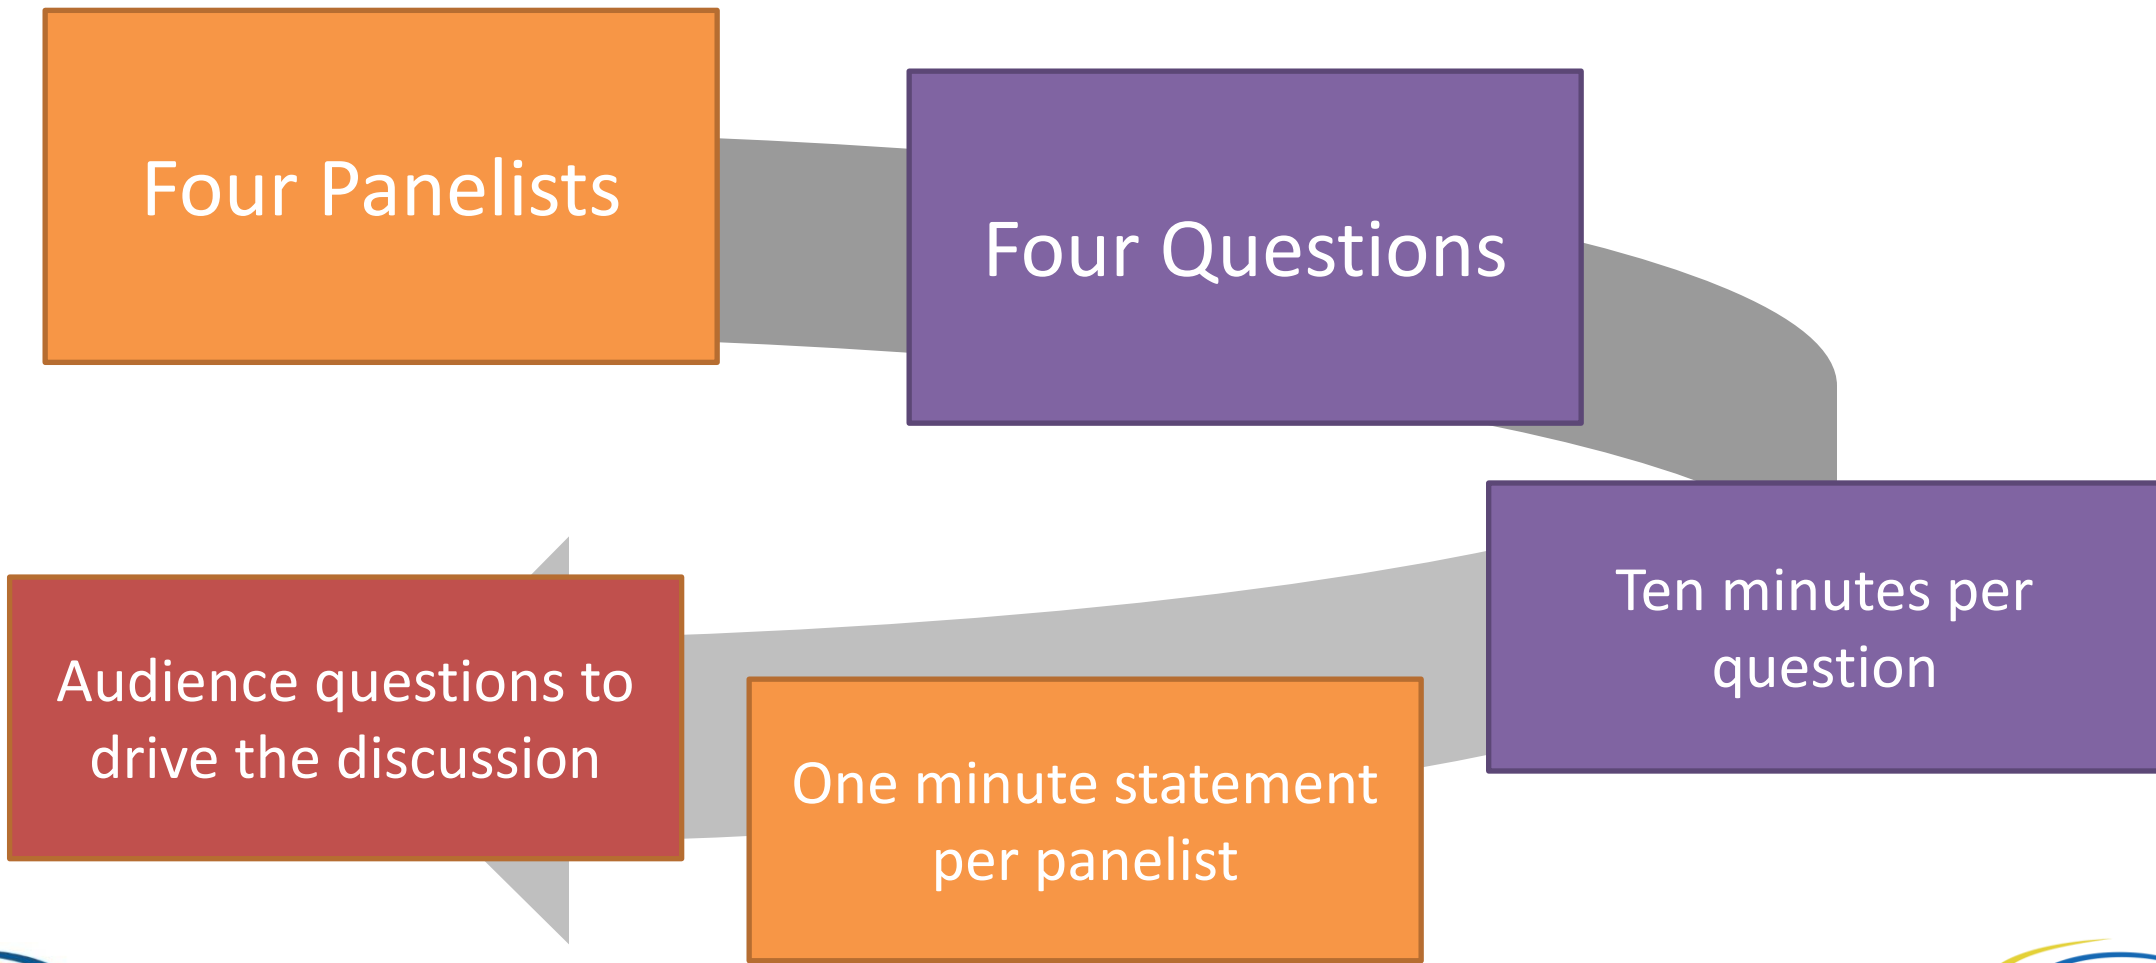 Four Panelists
Four Questions
Ten minutes per
question
One minute statement
per panelist
Audience questions to
drive the discussion